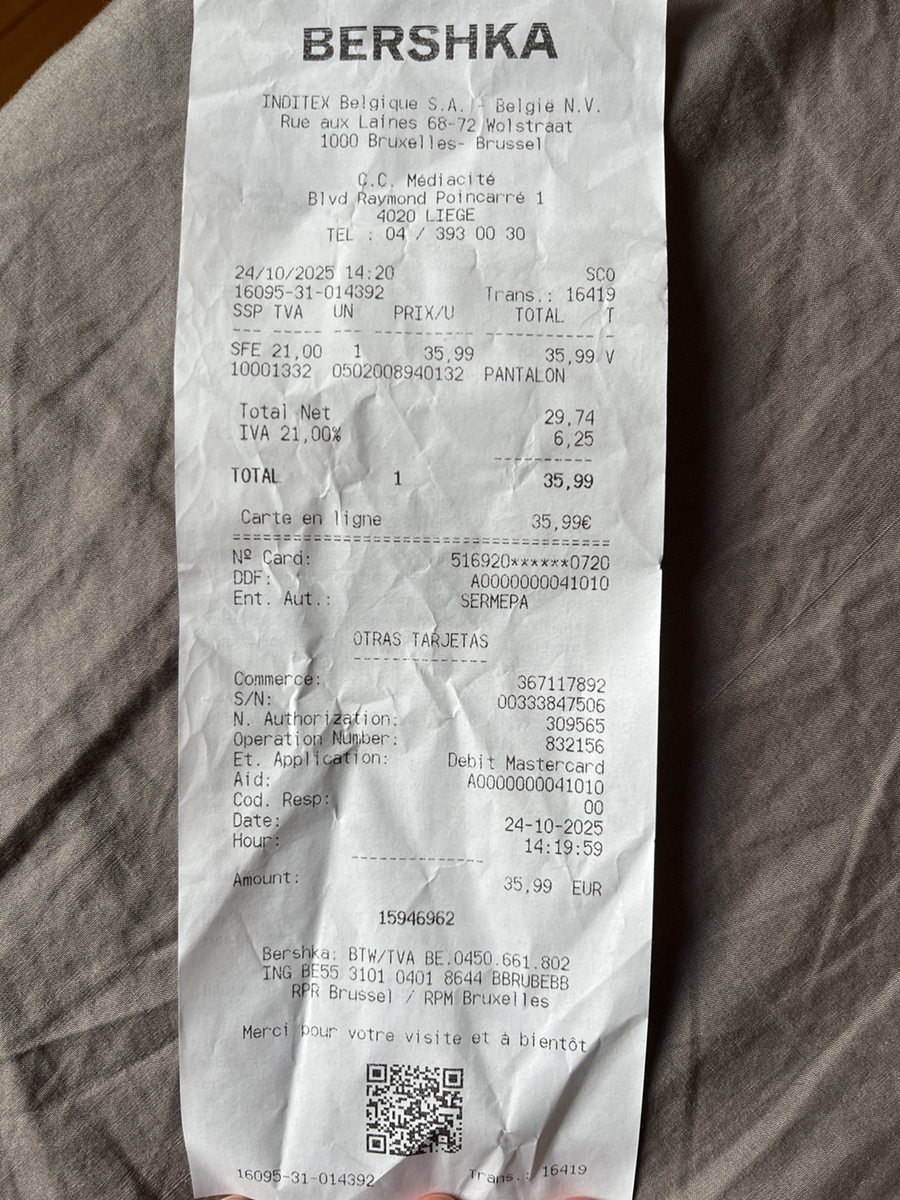 BERSHKA
INDITEX Belgique S.A. - België N.V.
Rue aux Laines 68-72 Wolstraat
1000 Bruxelles- Brussel
C.C. Médiacité
Blvd Raymond Poincarré 1
4020 LIEGE
TEL : 04 / 393 00 30
24/10/2025 14:20 SCO
16095-31-014392 Trans.: 16419
SSP TVA UN PRIX/U TOTAL T
--- ----- ---- ---------- ---------- -
SFE 21,00 1 35,99 35,99 V
10001332 0502008940132 PANTALON
Total Net 29,74
IVA 21,00% 6,25
----------
TOTAL 1 35,99
Carte en ligne 35,99€
======================================
Nº Card: 516920******0720
DDF: A0000000041010
Ent. Aut.: SERMEPA
OTRAS TARJETAS
--------------
Commerce: 367117892
S/N: 00333847506
N. Authorization: 309565
Operation Number: 832156
Et. Application: Debit Mastercard
Aid: A0000000041010
Cod. Resp: 00
Date: 24-10-2025
Hour: 14:19:59
--------------
Amount: 35,99 EUR
15946962
Bershka: BTW/TVA BE.0450.661.802
ING BE55 3101 0401 8644 BBRUBEBB
RPR Brussel / RPM Bruxelles
Merci pour votre visite et à bientôt
16095-31-014392 Trans.: 16419